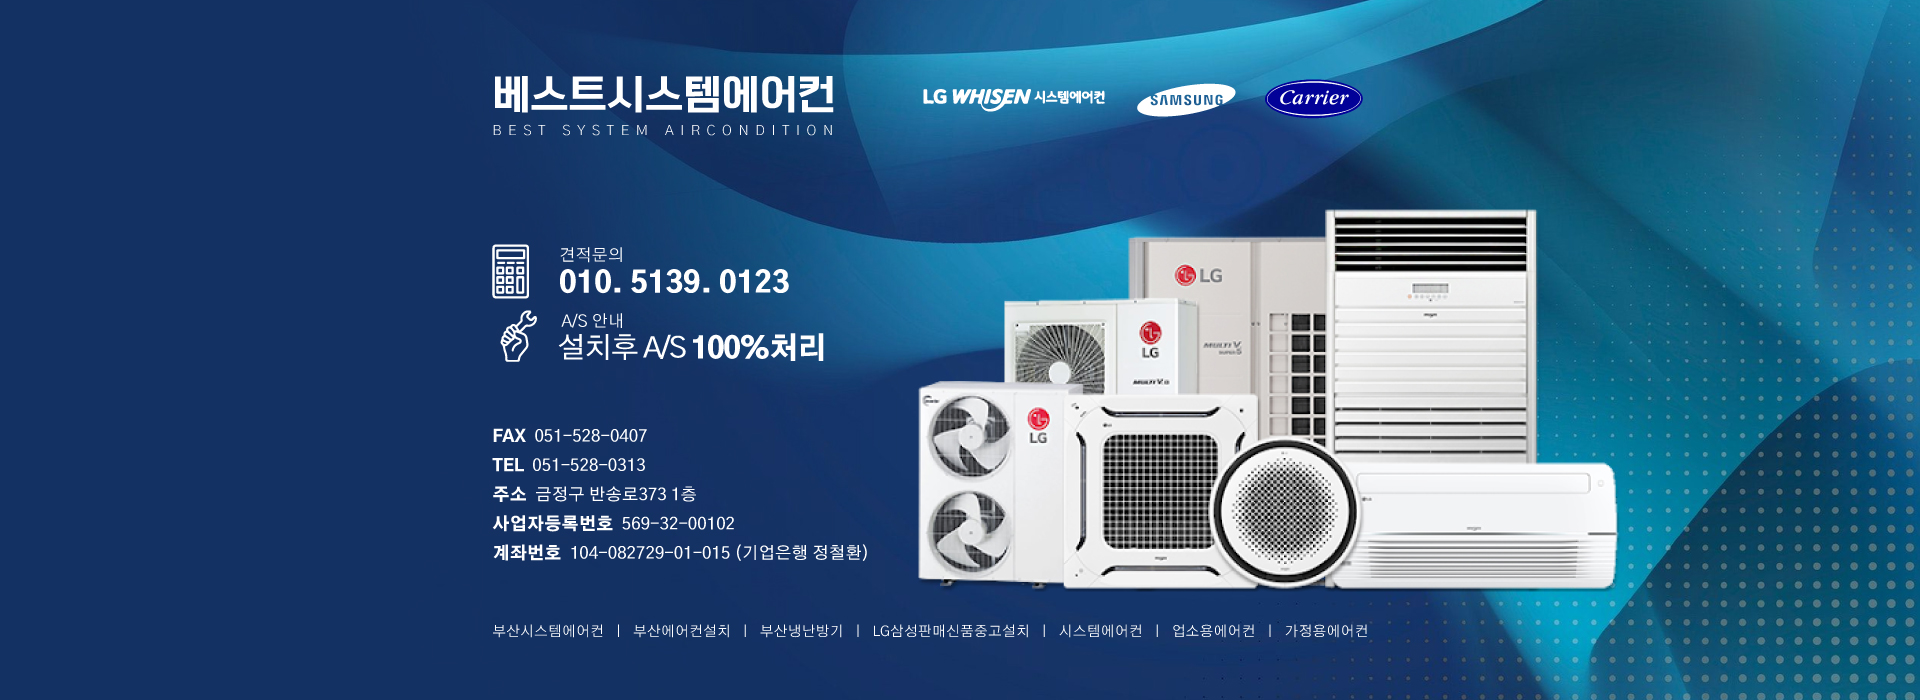 베스트시스템에어컨
BEST SYSTEM AIRCONDITION
LG WHISEN 시스템에어컨
SAMSUNG
Carrier
견적문의
010. 5139. 0123
A/S 안내
설치후 A/S 100%처리
FAX 051-528-0407
TEL 051-528-0313
주소 금정구 반송로373 1층
사업자등록번호 569-32-00102
계좌번호 104-082729-01-015 (기업은행 정철환)
LG
MULTI V
SUPER 5
LG
MULTI V
LG
부산시스템에어컨 | 부산에어컨설치 | 부산냉난방기 | LG삼성판매신품중고설치 | 시스템에어컨 | 업소용에어컨 | 가정용에어컨